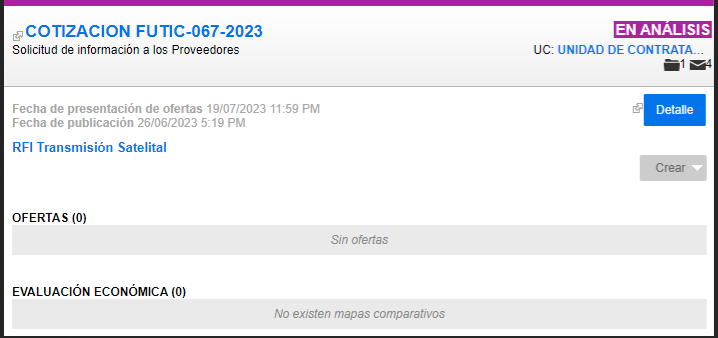 COTIZACION FUTIC-067-2023
EN ANÁLISIS
Solicitud de información a los Proveedores
UC: UNIDAD DE CONTRATA...
1 4
Fecha de presentación de ofertas 19/07/2023 11:59 PM
Detalle
Fecha de publicación 26/06/2023 5:19 PM
RFI Transmisión Satelital
Crear
OFERTAS (0)
Sin ofertas
EVALUACIÓN ECONÓMICA (0)
No existen mapas comparativos